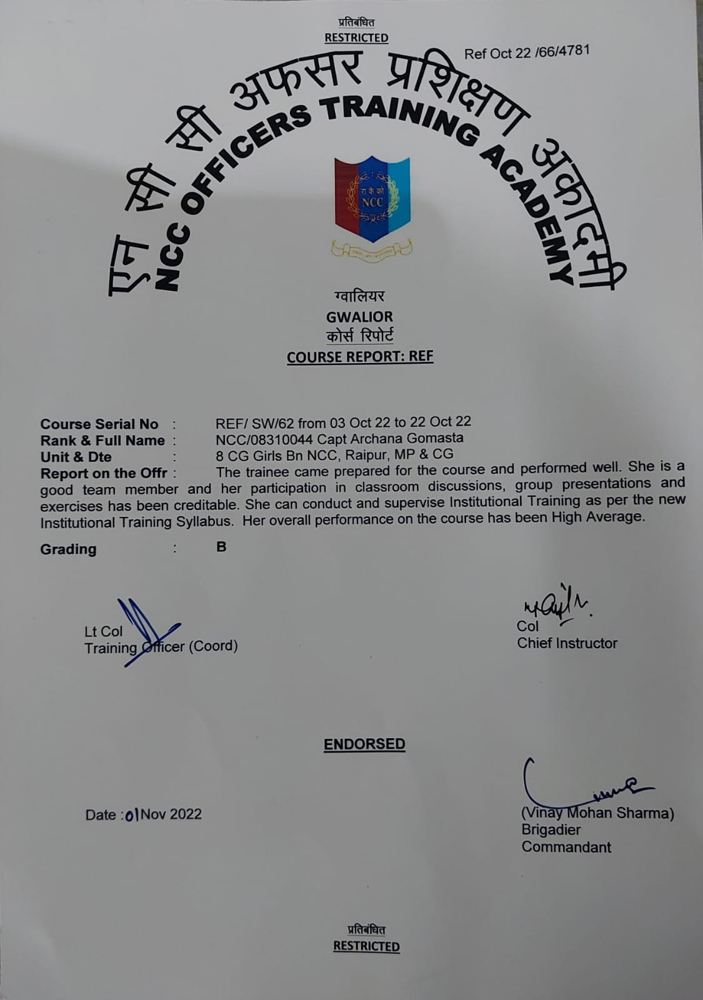 प्रतिबंधित
RESTRICTED
Ref Oct 22 /66/4781
एन सी सी अफसर प्रशिक्षण अकादमी
NCC OFFICERS TRAINING ACADEMY
रा कै को
NCC
ग्वालियर
GWALIOR
कोर्स रिपोर्ट
COURSE REPORT: REF
Course Serial No : REF/ SW/62 from 03 Oct 22 to 22 Oct 22
Rank & Full Name : NCC/08310044 Capt Archana Gomasta
Unit & Dte : 8 CG Girls Bn NCC, Raipur, MP & CG
Report on the Offr : The trainee came prepared for the course and performed well. She is a
good team member and her participation in classroom discussions, group presentations and
exercises has been creditable. She can conduct and supervise Institutional Training as per the new
Institutional Training Syllabus. Her overall performance on the course has been High Average.
Grading : B
Lt Col
Training Officer (Coord)
Col
Chief Instructor
ENDORSED
Date : 01 Nov 2022
(Vinay Mohan Sharma)
Brigadier
Commandant
प्रतिबंधित
RESTRICTED